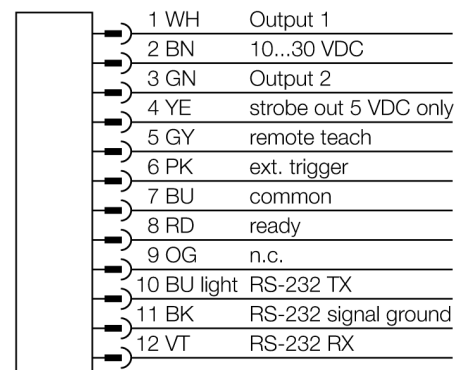 1 WH Output 1
2 BN 10...30 VDC
3 GN Output 2
4 YE strobe out 5 VDC only
5 GY remote teach
6 PK ext. trigger
7 BU common
8 RD ready
9 OG n.c.
10 BU light RS-232 TX
11 BK RS-232 signal ground
12 VT RS-232 RX